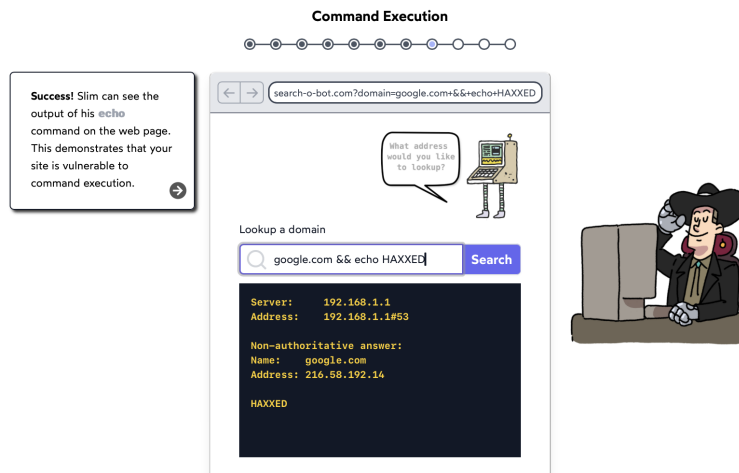 Command Execution
Success! Slim can see the
output of his echo
command on the web page.
This demonstrates that your
site is vulnerable to
command execution.
search-o-bot.com?domain=google.com+&&+echo+HAXXED
What address
would you like
to lookup?
Lookup a domain
google.com && echo HAXXED
Search
Server: 192.168.1.1
Address: 192.168.1.1#53
Non-authoritative answer:
Name: google.com
Address: 216.58.192.14
HAXXED